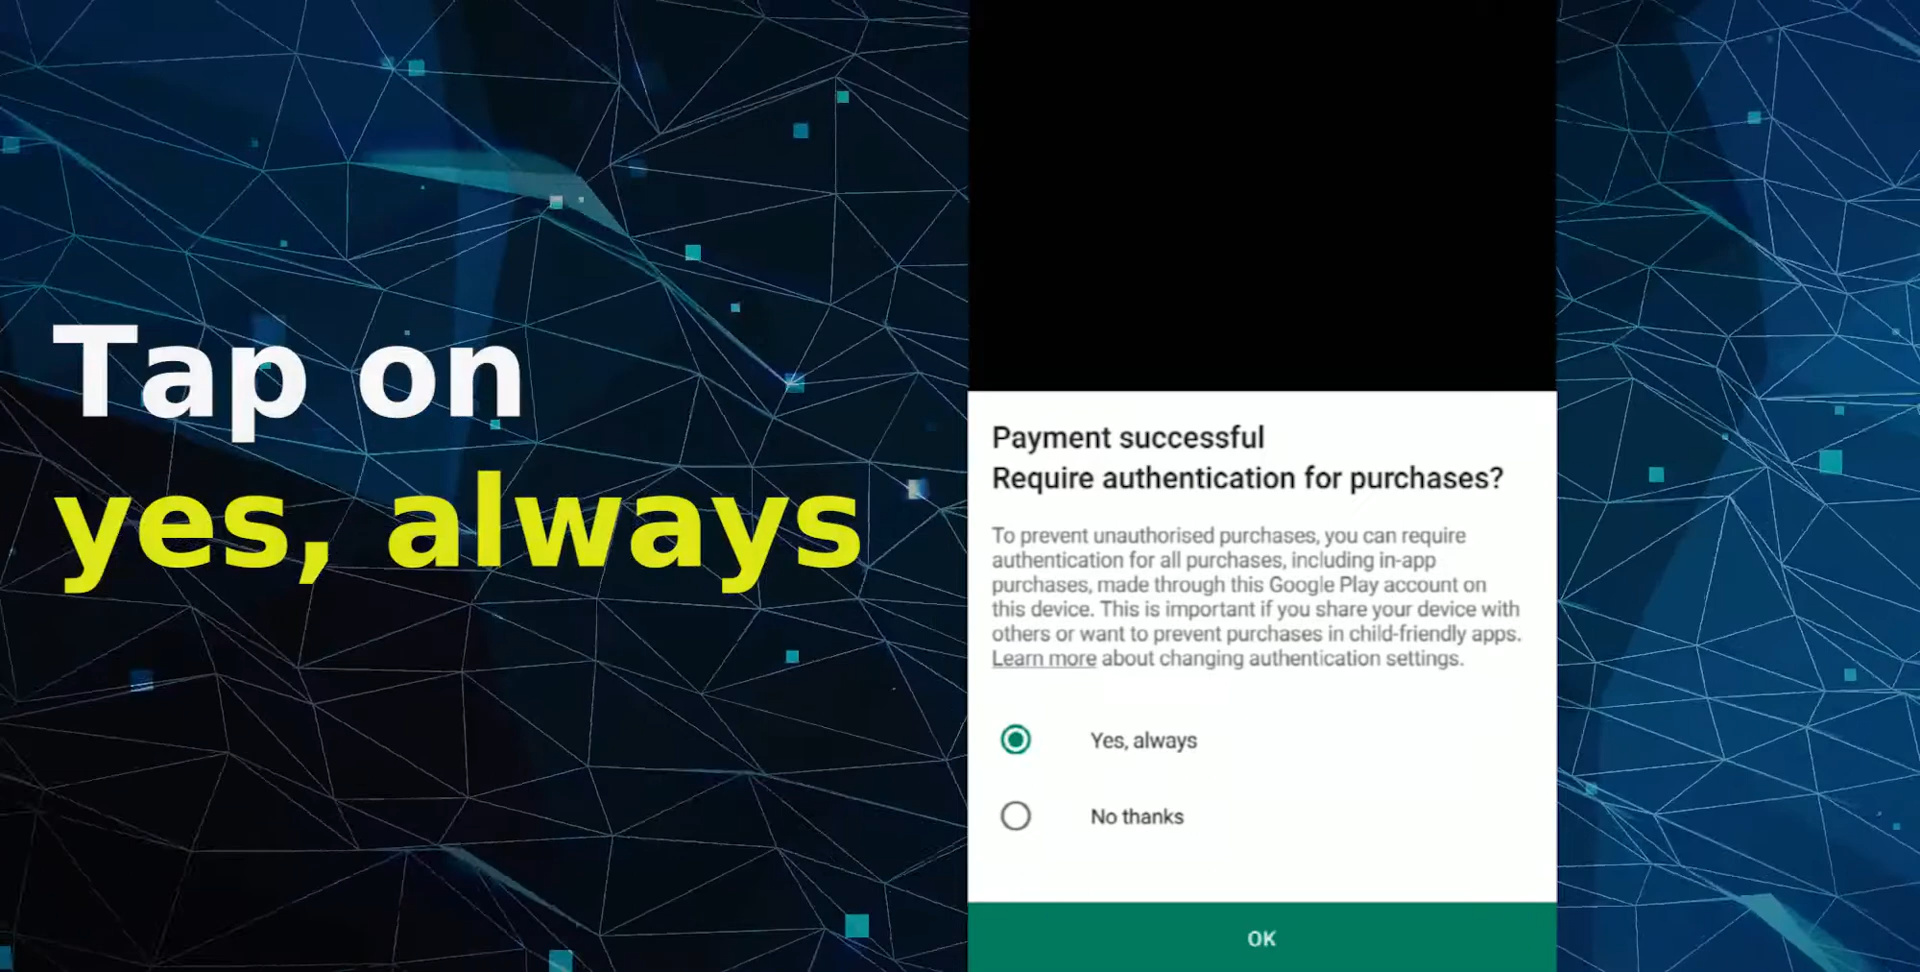 Tap on
yes, always
Payment successful
Require authentication for purchases?
To prevent unauthorised purchases, you can require
authentication for all purchases, including in-app
purchases, made through this Google Play account on
this device. This is important if you share your device with
others or want to prevent purchases in child-friendly apps.
Learn more about changing authentication settings.
Yes, always
No thanks
OK